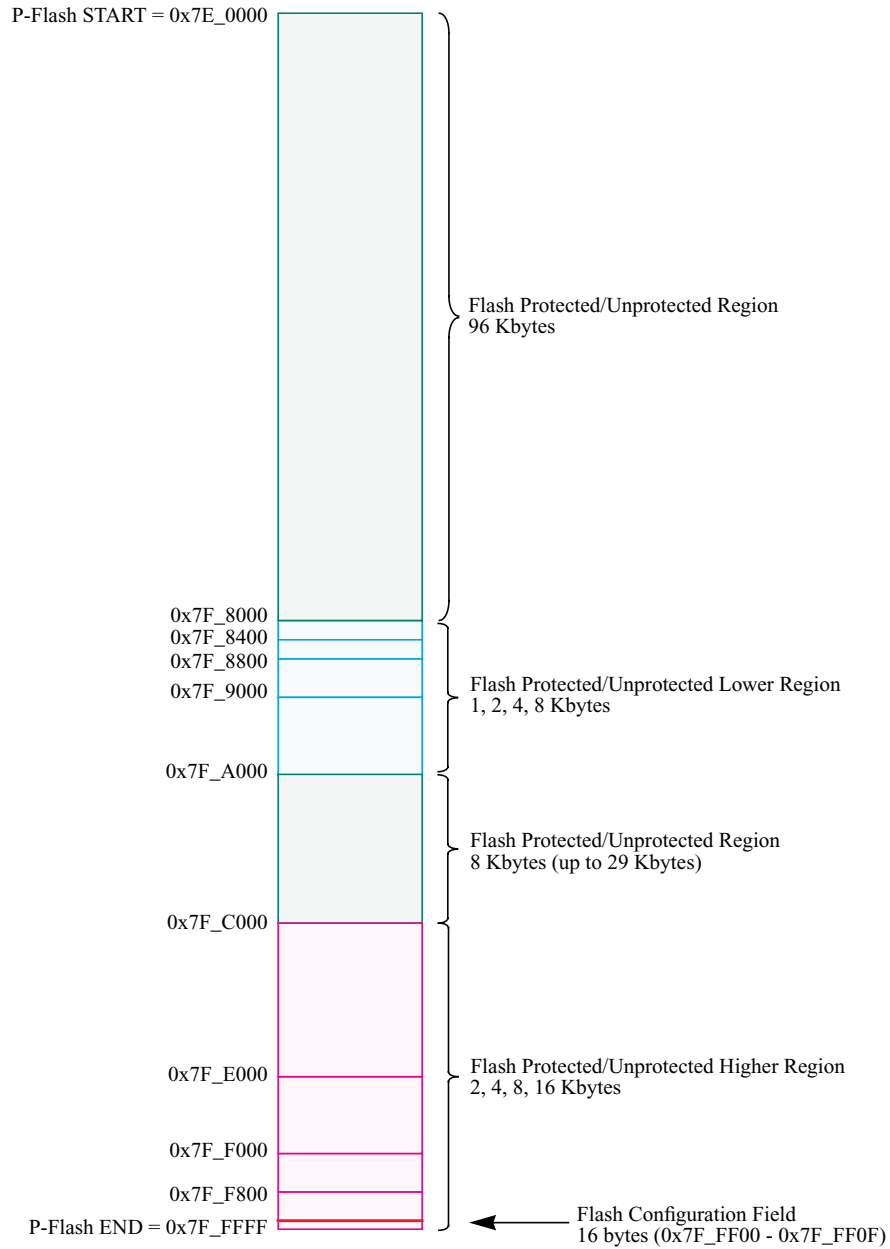 P-Flash START = 0x7E_0000
Flash Protected/Unprotected Region
96 Kbytes
0x7F_8000
0x7F_8400
0x7F_8800
0x7F_9000
Flash Protected/Unprotected Lower Region
1, 2, 4, 8 Kbytes
0x7F_A000
Flash Protected/Unprotected Region
8 Kbytes (up to 29 Kbytes)
0x7F_C000
Flash Protected/Unprotected Higher Region
2, 4, 8, 16 Kbytes
0x7F_E000
0x7F_F000
0x7F_F800
P-Flash END = 0x7F_FFFF
Flash Configuration Field
16 bytes (0x7F_FF00 - 0x7F_FF0F)